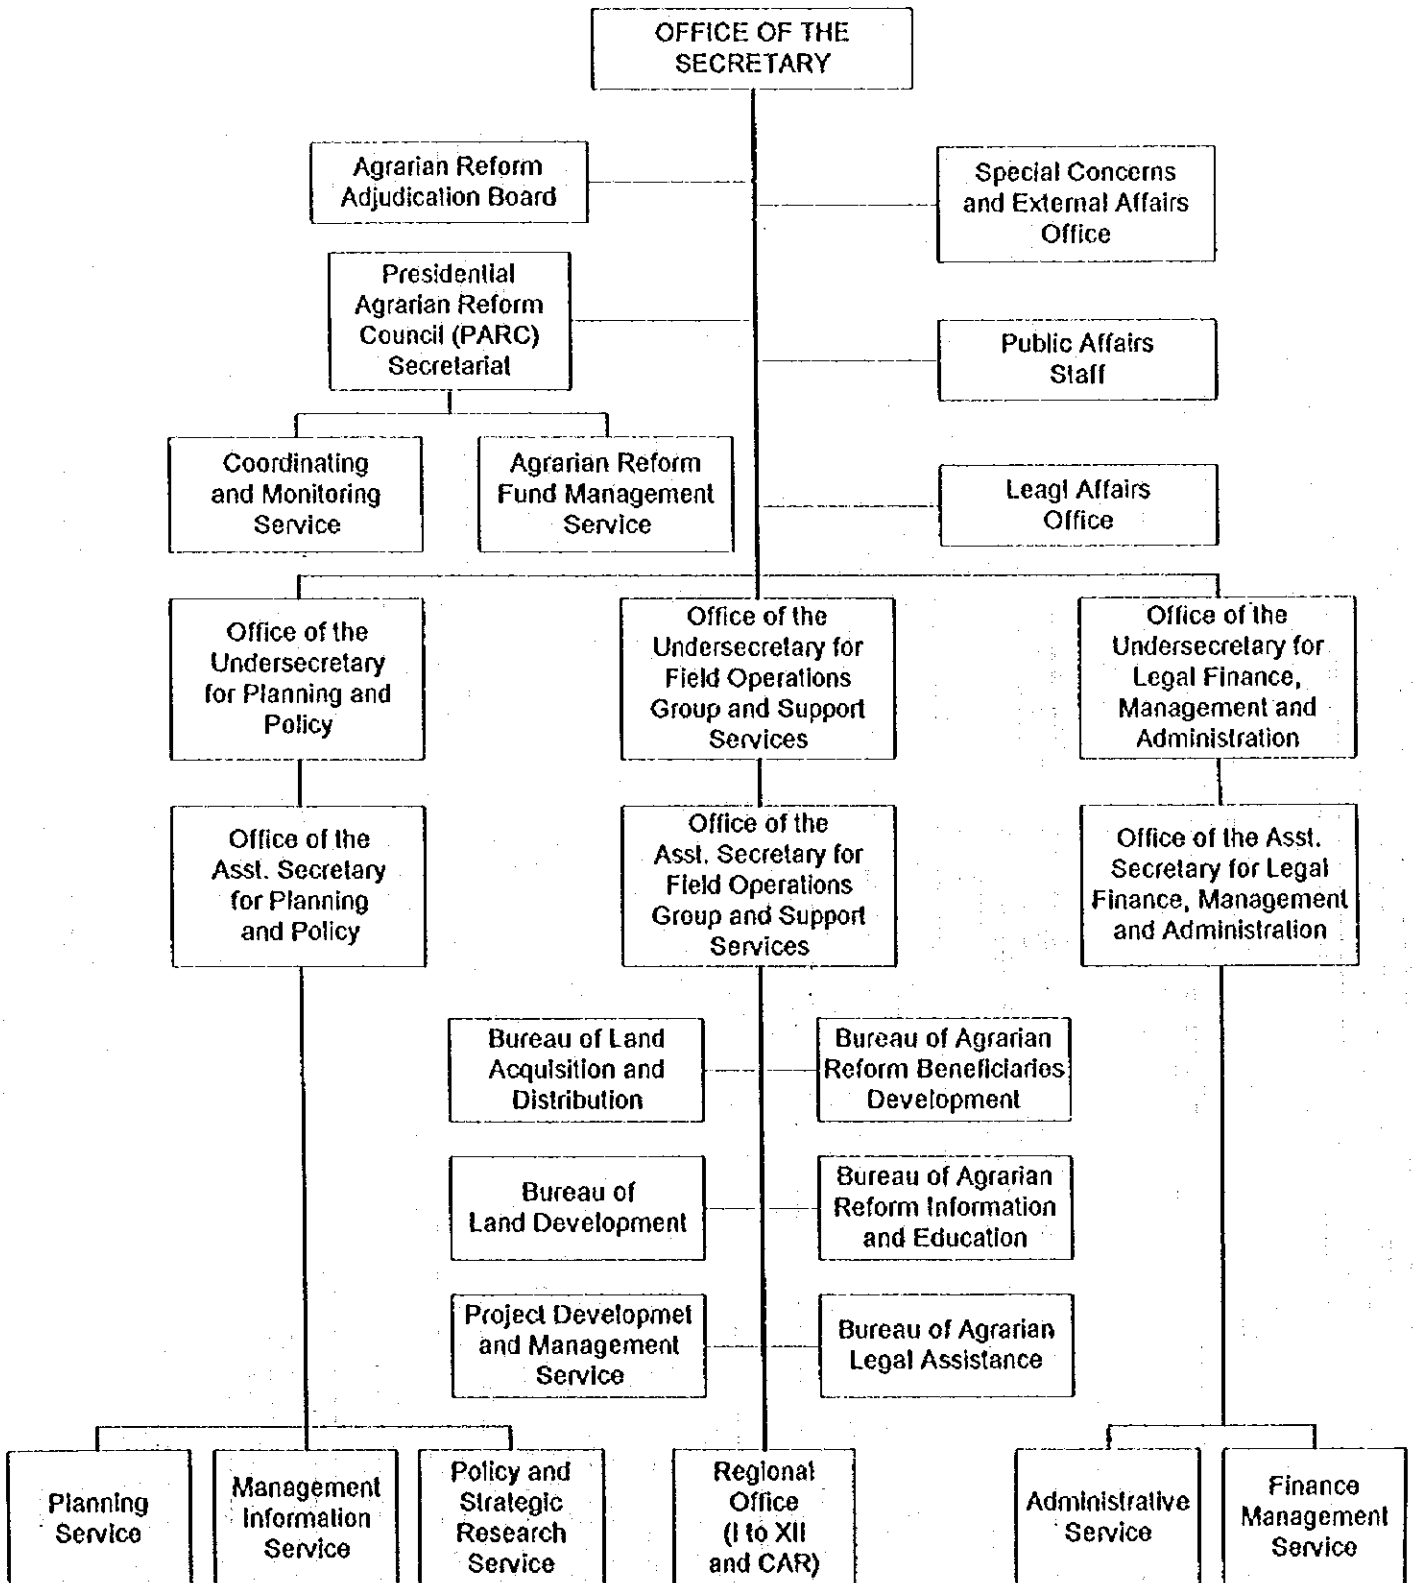 OFFICE OF THE
SECRETARY
Agrarian Reform
Adjudication Board
Special Concerns
and External Affairs
Office
Presidential
Agrarian Reform
Council (PARC)
Secretariat
Public Affairs
Staff
Coordinating
and Monitoring
Service
Agrarian Reform
Fund Management
Service
Leagl Affairs
Office
Office of the
Undersecretary
for Planning and
Policy
Office of the
Undersecretary for
Field Operations
Group and Support
Services
Office of the
Undersecretary for
Legal Finance,
Management and
Administration
Office of the
Asst. Secretary
for Planning
and Policy
Office of the
Asst. Secretary for
Field Operations
Group and Support
Services
Office of the Asst.
Secretary for Legal
Finance, Management
and Administration
Bureau of Land
Acquisition and
Distribution
Bureau of Agrarian
Reform Beneficiaries
Development
Bureau of
Land Development
Bureau of Agrarian
Reform Information
and Education
Project Developmet
and Management
Service
Bureau of Agrarian
Legal Assistance
Planning
Service
Management
Information
Service
Policy and
Strategic
Research
Service
Regional
Office
(I to XII
and CAR)
Administrative
Service
Finance
Management
Service